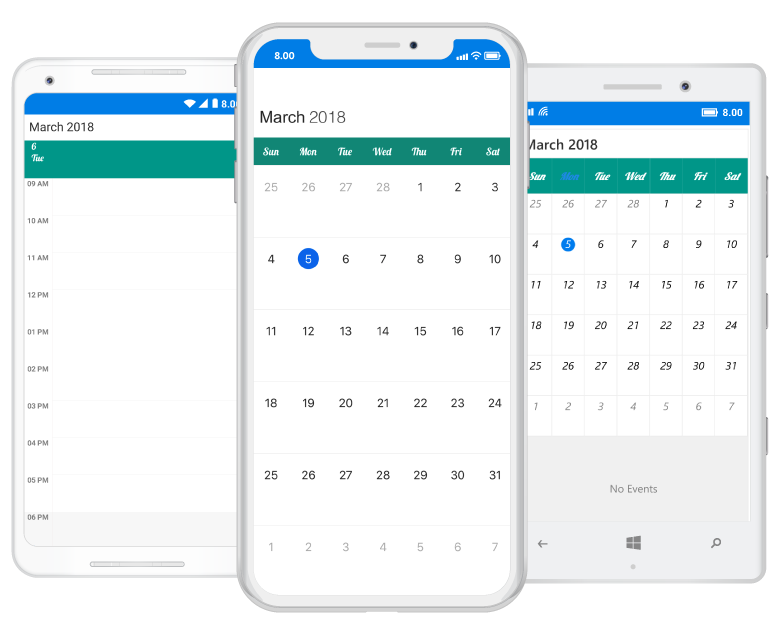 8.0
March 2018
6
Tue
09 AM
10 AM
11 AM
12 PM
01 PM
02 PM
03 PM
04 PM
05 PM
06 PM
8.00
March 2018
Sun Mon Tue Wed Thu Fri Sat
25 26 27 28 1 2 3
4 5 6 7 8 9 10
11 12 13 14 15 16 17
18 19 20 21 22 23 24
25 26 27 28 29 30 31
1 2 3 4 5 6 7
8.00
March 2018
Sun Mon Tue Wed Thu Fri Sat
25 26 27 28 1 2 3
4 5 6 7 8 9 10
11 12 13 14 15 16 17
18 19 20 21 22 23 24
25 26 27 28 29 30 31
1 2 3 4 5 6 7
No Events